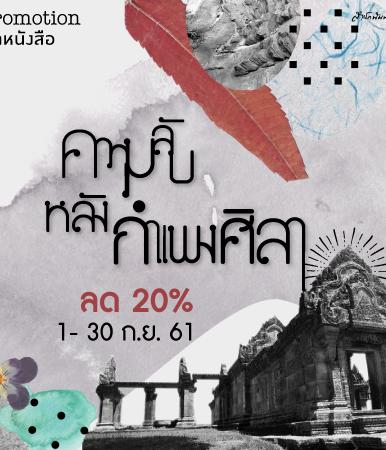 romotion
หนังสือ
ความลับ
หลัง
กำแพงศิลา
ลด 20%
1- 30 ก.ย. 61